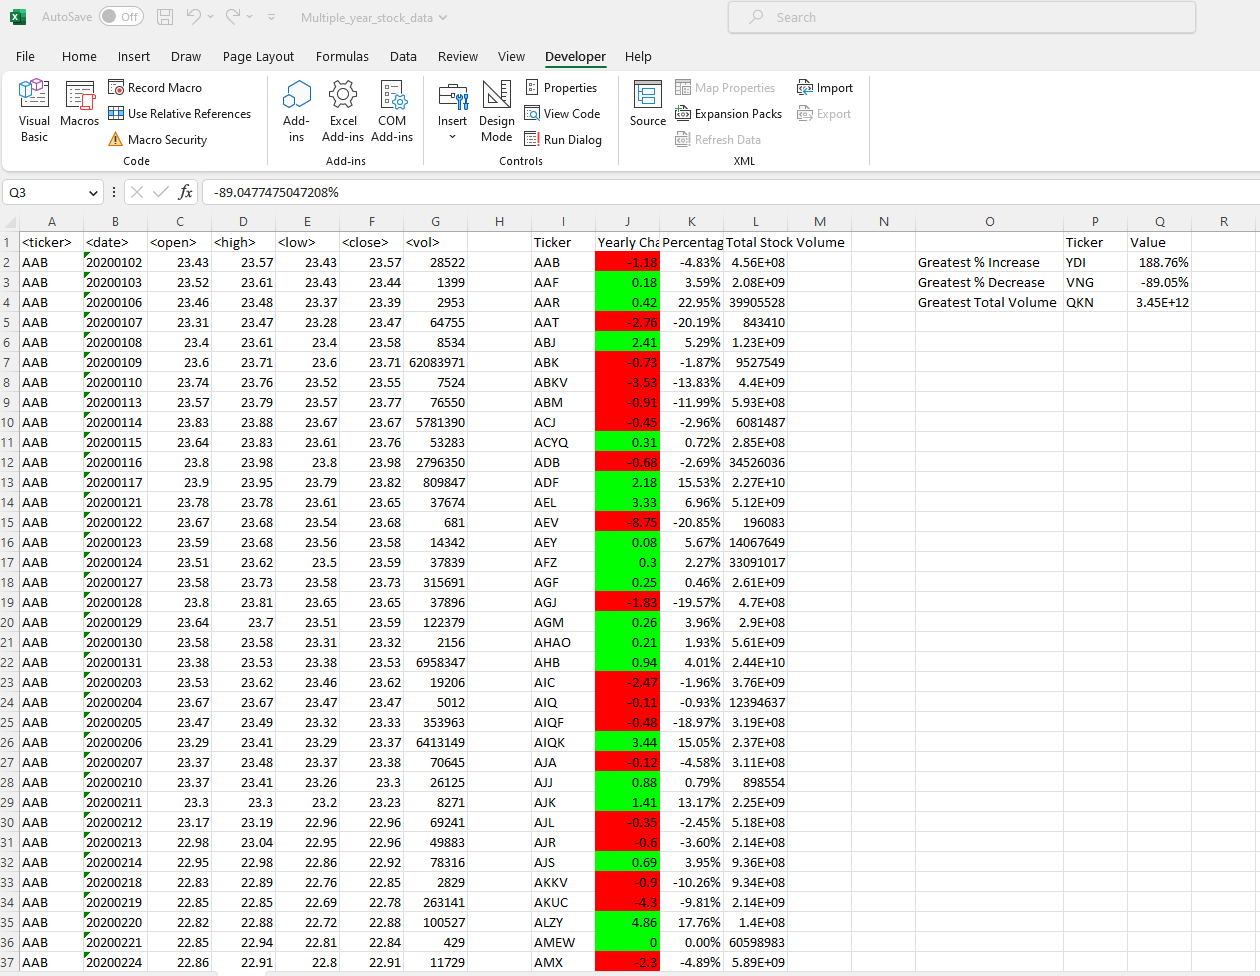 AutoSave Off Multiple_year_stock_data Search
File Home Insert Draw Page Layout Formulas Data Review View Developer Help
Visual Basic Macros Record Macro Use Relative References Macro Security Code
Add-ins Excel Add-ins COM Add-ins Add-ins
Insert Design Mode Properties View Code Run Dialog Controls
Source Map Properties Expansion Packs Refresh Data Import Export XML
Q3 fx -89.0477475047208%
A B C D E F G H I J K L M N O P Q R
1 <ticker> <date> <open> <high> <low> <close> <vol> Ticker Yearly Cha Percentag Total Stock Volume Ticker Value
2 AAB 20200102 23.43 23.57 23.43 23.57 28522 AAB -1.18 -4.83% 4.56E+08 Greatest % Increase YDI 188.76%
3 AAB 20200103 23.52 23.61 23.43 23.44 1399 AAF 0.18 3.59% 2.08E+09 Greatest % Decrease VNG -89.05%
4 AAB 20200106 23.46 23.48 23.37 23.39 2953 AAR 0.42 22.95% 39905528 Greatest Total Volume QKN 3.45E+12
5 AAB 20200107 23.31 23.47 23.28 23.47 64755 AAT -2.76 -20.19% 843410
6 AAB 20200108 23.4 23.61 23.4 23.58 8534 ABJ 2.41 5.29% 1.23E+09
7 AAB 20200109 23.6 23.71 23.6 23.71 62083971 ABK -0.73 -1.87% 9527549
8 AAB 20200110 23.74 23.76 23.52 23.55 7524 ABKV -3.53 -13.83% 4.4E+09
9 AAB 20200113 23.57 23.79 23.57 23.77 76550 ABM -0.91 -11.99% 5.93E+08
10 AAB 20200114 23.83 23.88 23.67 23.67 5781390 ACJ -0.45 -2.96% 6081487
11 AAB 20200115 23.64 23.83 23.61 23.76 53283 ACYQ 0.31 0.72% 2.85E+08
12 AAB 20200116 23.8 23.98 23.8 23.98 2796350 ADB -0.68 -2.69% 34526036
13 AAB 20200117 23.9 23.95 23.79 23.82 809847 ADF 2.18 15.53% 2.27E+10
14 AAB 20200121 23.78 23.78 23.61 23.65 37674 AEL 3.33 6.96% 5.12E+09
15 AAB 20200122 23.67 23.68 23.54 23.68 681 AEV -8.75 -20.85% 196083
16 AAB 20200123 23.59 23.68 23.56 23.58 14342 AEY 0.08 5.67% 14067649
17 AAB 20200124 23.51 23.62 23.5 23.59 37839 AFZ 0.3 2.27% 33091017
18 AAB 20200127 23.58 23.73 23.58 23.73 315691 AGF 0.25 0.46% 2.61E+09
19 AAB 20200128 23.8 23.81 23.65 23.65 37896 AGJ -1.83 -19.57% 4.7E+08
20 AAB 20200129 23.64 23.7 23.51 23.59 122379 AGM 0.26 3.96% 2.9E+08
21 AAB 20200130 23.58 23.58 23.31 23.32 2156 AHAO 0.21 1.93% 5.61E+09
22 AAB 20200131 23.38 23.53 23.38 23.53 6958347 AHB 0.94 4.01% 2.44E+10
23 AAB 20200203 23.53 23.62 23.46 23.62 19206 AIC -2.47 -1.96% 3.76E+09
24 AAB 20200204 23.67 23.67 23.47 23.47 5012 AIQ -0.11 -0.93% 12394637
25 AAB 20200205 23.47 23.49 23.32 23.33 353963 AIQF -0.48 -18.97% 3.19E+08
26 AAB 20200206 23.29 23.41 23.29 23.37 6413149 AIQK 3.44 15.05% 2.37E+08
27 AAB 20200207 23.37 23.48 23.37 23.38 70645 AJA -0.12 -4.58% 3.11E+08
28 AAB 20200210 23.37 23.41 23.26 23.3 26125 AJJ 0.88 0.79% 898554
29 AAB 20200211 23.3 23.3 23.2 23.23 8271 AJK 1.41 13.17% 2.25E+09
30 AAB 20200212 23.17 23.19 22.96 22.96 69241 AJL -0.35 -2.45% 5.18E+08
31 AAB 20200213 22.98 23.04 22.95 22.96 49883 AJR -0.6 -3.60% 2.14E+08
32 AAB 20200214 22.95 22.98 22.86 22.92 78316 AJS 0.69 3.95% 9.36E+08
33 AAB 20200218 22.83 22.89 22.76 22.85 2829 AKKV -0.9 -10.26% 9.34E+08
34 AAB 20200219 22.85 22.85 22.69 22.78 263141 AKUC -4.3 -9.81% 2.14E+09
35 AAB 20200220 22.82 22.88 22.72 22.88 100527 ALZY 4.86 17.76% 1.4E+08
36 AAB 20200221 22.85 22.94 22.81 22.84 429 AMEW 0 0.00% 60598983
37 AAB 20200224 22.86 22.91 22.8 22.91 11729 AMX -2.3 -4.89% 5.89E+09